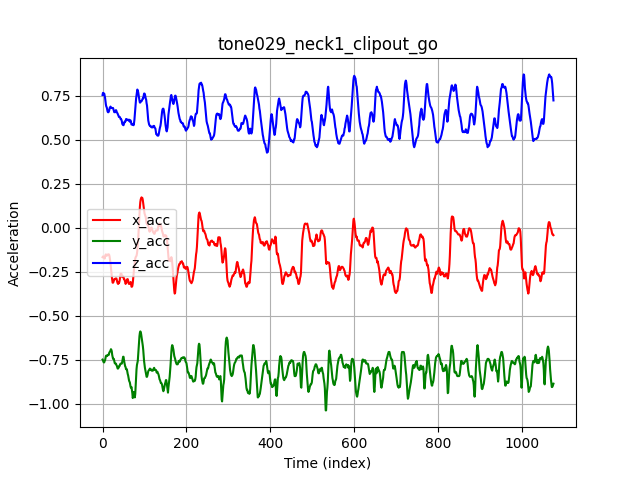 tone029_neck1_clipout_go
Acceleration
0.75
0.50
0.25
0.00
−0.25
−0.50
−0.75
−1.00
x_acc
y_acc
z_acc
0 200 400 600 800 1000
Time (index)